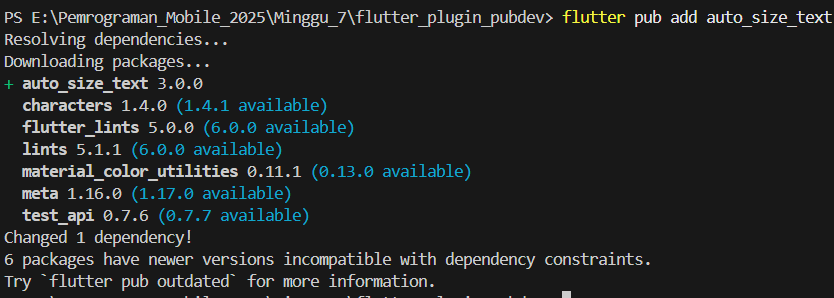 PS E:\Pemrograman_Mobile_2025\Minggu_7\flutter_plugin_pubdev> flutter pub add auto_size_text
Resolving dependencies...
Downloading packages...
+ auto_size_text 3.0.0
  characters 1.4.0 (1.4.1 available)
  flutter_lints 5.0.0 (6.0.0 available)
  lints 5.1.1 (6.0.0 available)
  material_color_utilities 0.11.1 (0.13.0 available)
  meta 1.16.0 (1.17.0 available)
  test_api 0.7.6 (0.7.7 available)
Changed 1 dependency!
6 packages have newer versions incompatible with dependency constraints.
Try `flutter pub outdated` for more information.